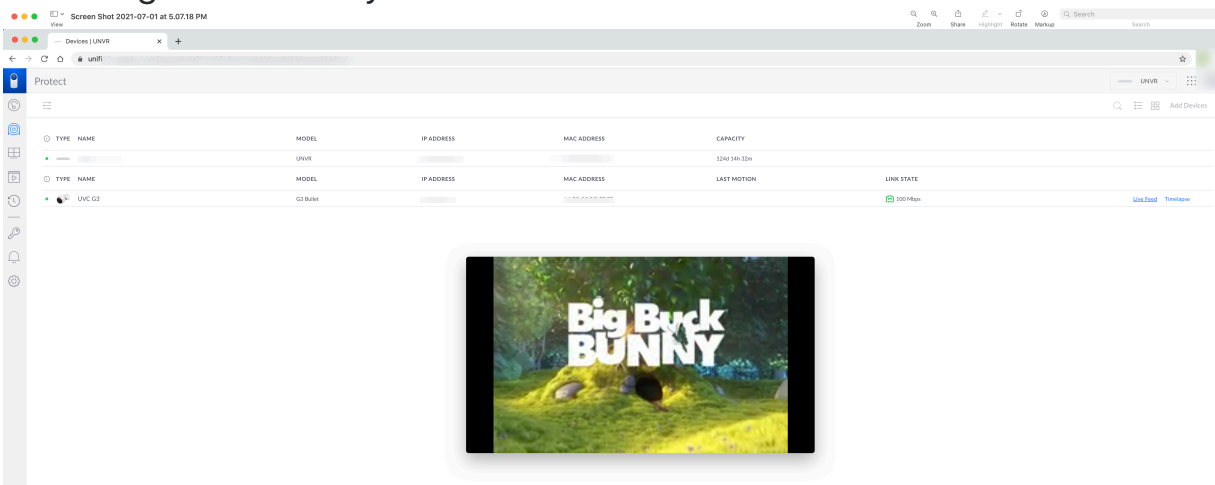 Screen Shot 2021-07-01 at 5.07.18 PM
View
Zoom Share Highlight Rotate Markup
Search
Search
Devices | UNVR
unifi
Protect
UNVR
Add Devices
TYPE NAME MODEL IP ADDRESS MAC ADDRESS CAPACITY
UNVR 124d 14h 32m
TYPE NAME MODEL IP ADDRESS MAC ADDRESS LAST MOTION LINK STATE
UVC G3 G3 Bullet 100 Mbps Live Feed Timelapse
Big Buck
BUNNY